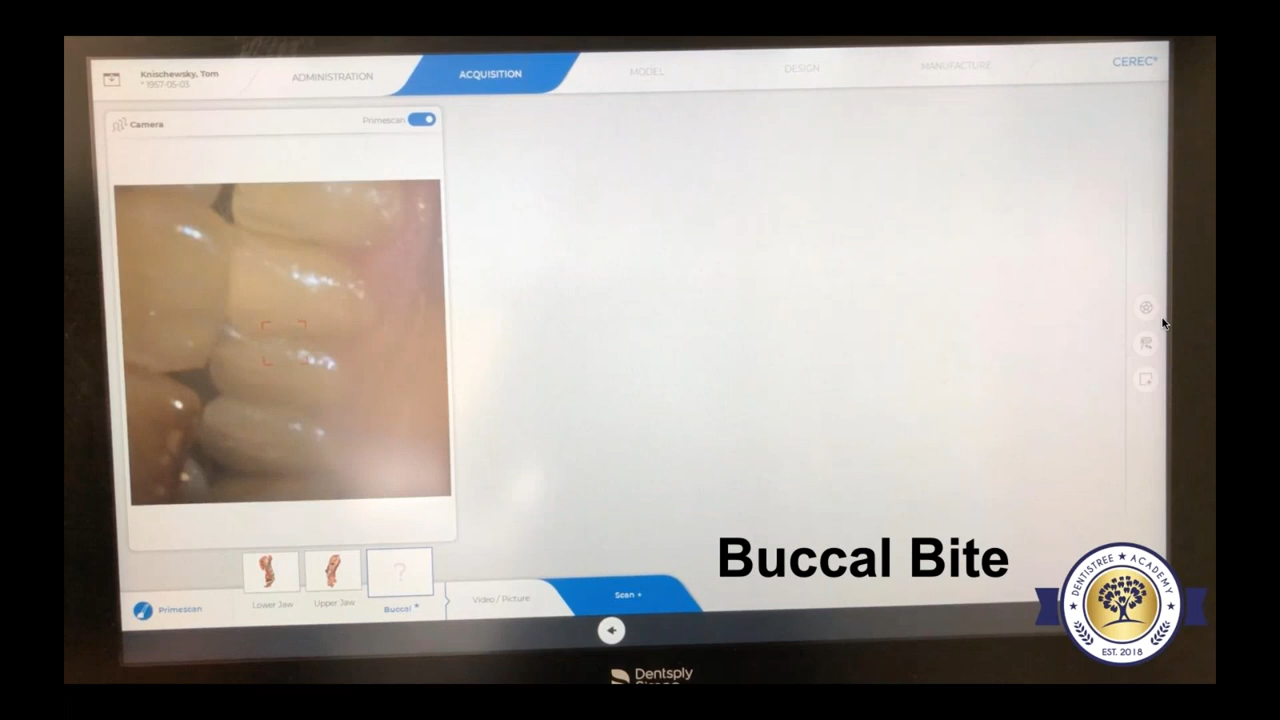 Knischewsky, Tom
* 1957-05-03
ADMINISTRATION
ACQUISITION
MODEL
DESIGN
MANUFACTURE
CEREC*
Camera
Primescan
Buccal Bite
DENTISTREE ★ ACADEMY
EST. 2018
Primescan
Lower Jaw
Upper Jaw
?
Buccal *
Video / Picture
Scan +
Dentsply